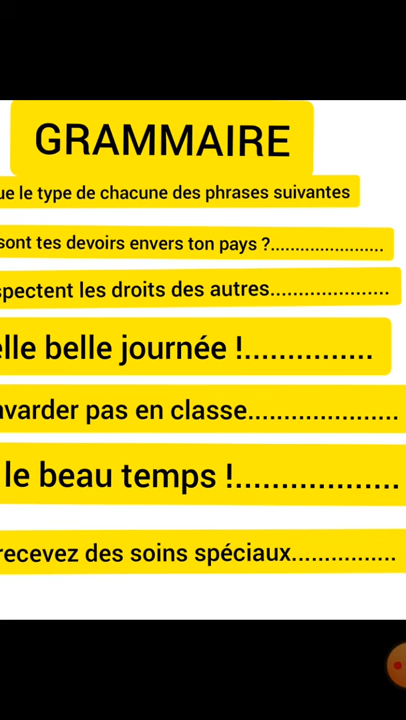 GRAMMAIRE
ue le type de chacune des phrases suivantes
sont tes devoirs envers ton pays ?......................
spectent les droits des autres......................
elle belle journée !...............
avarder pas en classe.....................
le beau temps !..................
recevez des soins spéciaux................